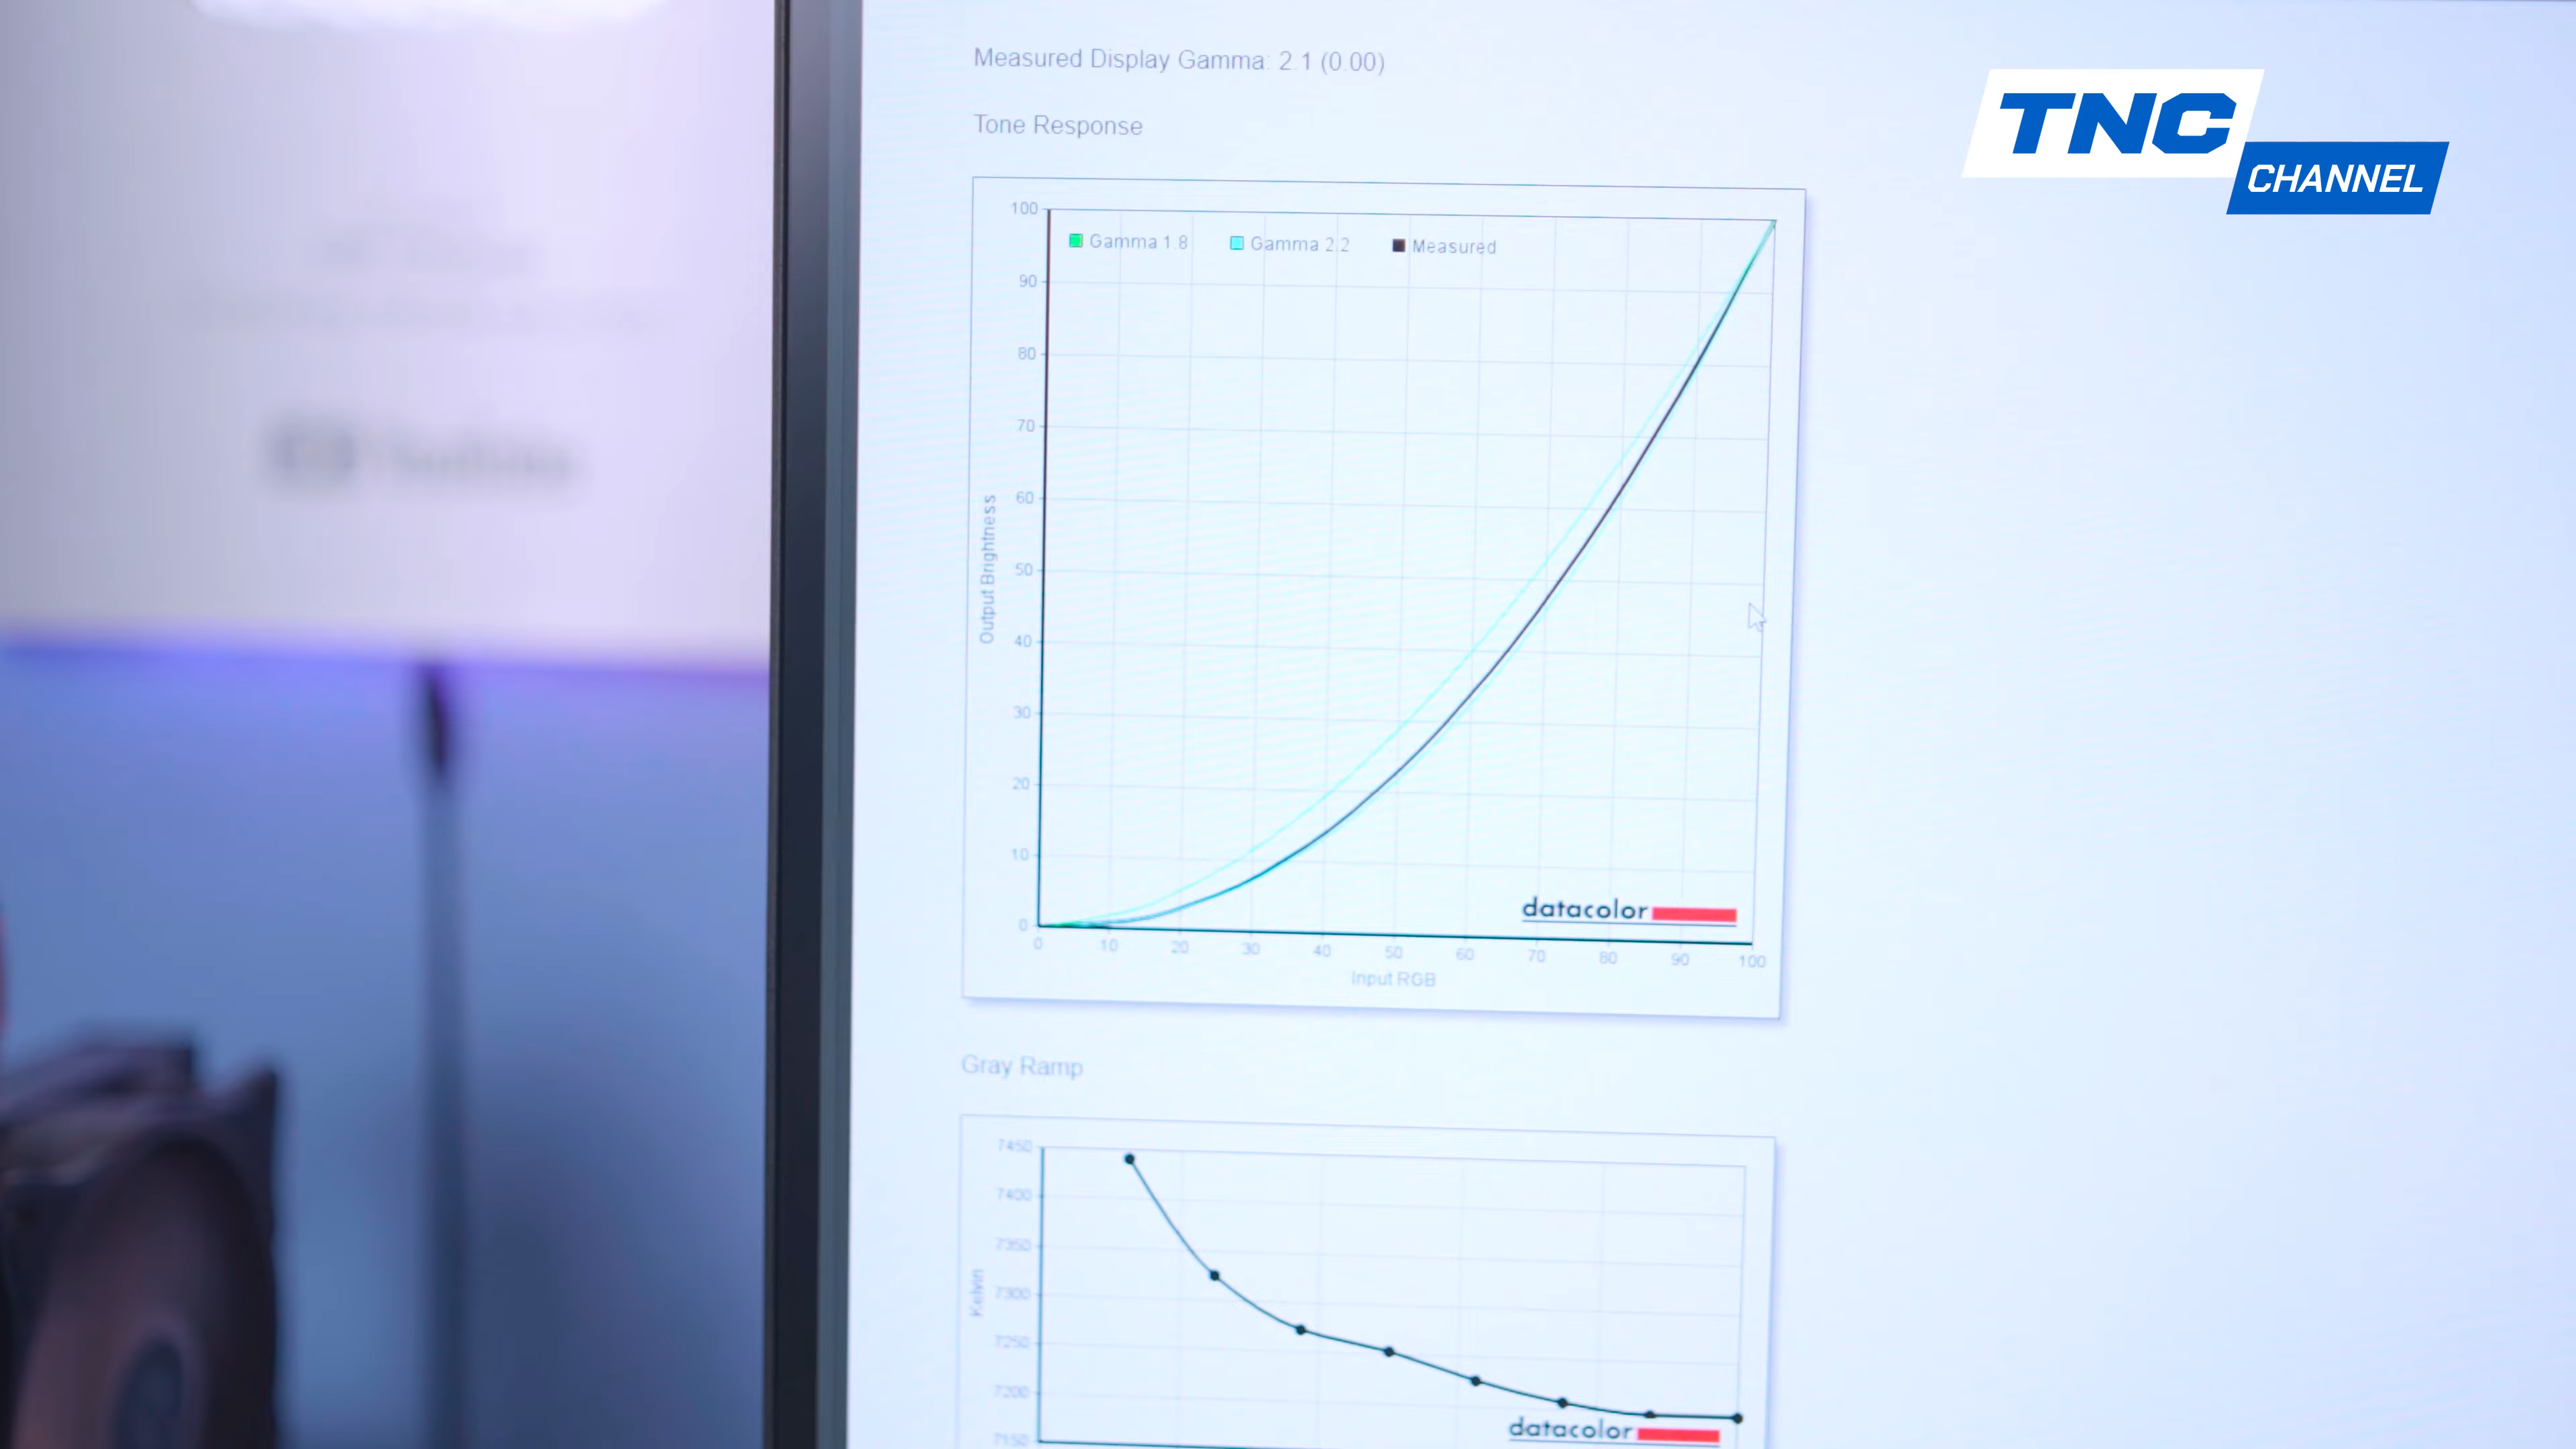 Measured Display Gamma: 2.1 (0.00)
Tone Response
TNC
CHANNEL
Gamma 1.8
Gamma 2.2
Measured
100
90
80
70
60
50
40
30
20
10
0
Output Brightness
0 10 20 30 40 50 60 70 80 90 100
Input RGB
datacolor
Gray Ramp
7450
7400
7350
7300
7250
7200
7150
Kelvin
datacolor